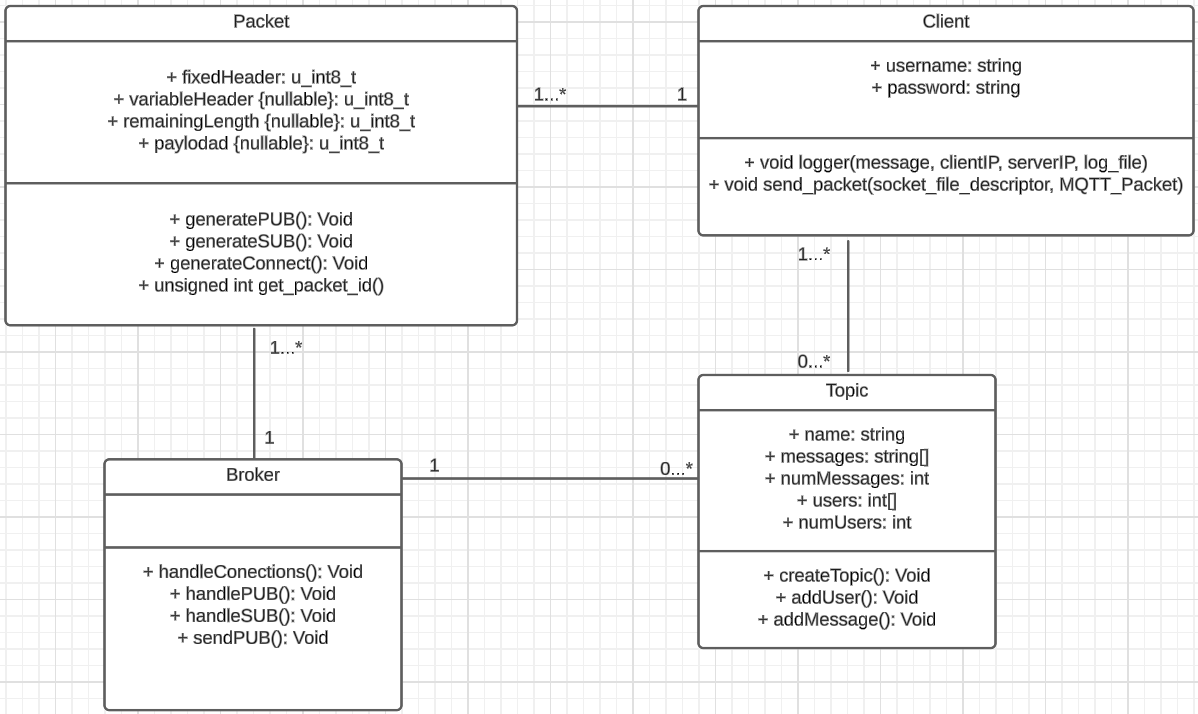 Packet
+ fixedHeader: u_int8_t
+ variableHeader {nullable}: u_int8_t
+ remainingLength {nullable}: u_int8_t
+ paylodad {nullable}: u_int8_t
+ generatePUB(): Void
+ generateSUB(): Void
+ generateConnect(): Void
+ unsigned int get_packet_id()
1...*
1
Client
+ username: string
+ password: string
+ void logger(message, clientIP, serverIP, log_file)
+ void send_packet(socket_file_descriptor, MQTT_Packet)
1...*
0...*
1...*
1
Broker
+ handleConections(): Void
+ handlePUB(): Void
+ handleSUB(): Void
+ sendPUB(): Void
1
0...*
Topic
+ name: string
+ messages: string[]
+ numMessages: int
+ users: int[]
+ numUsers: int
+ createTopic(): Void
+ addUser(): Void
+ addMessage(): Void